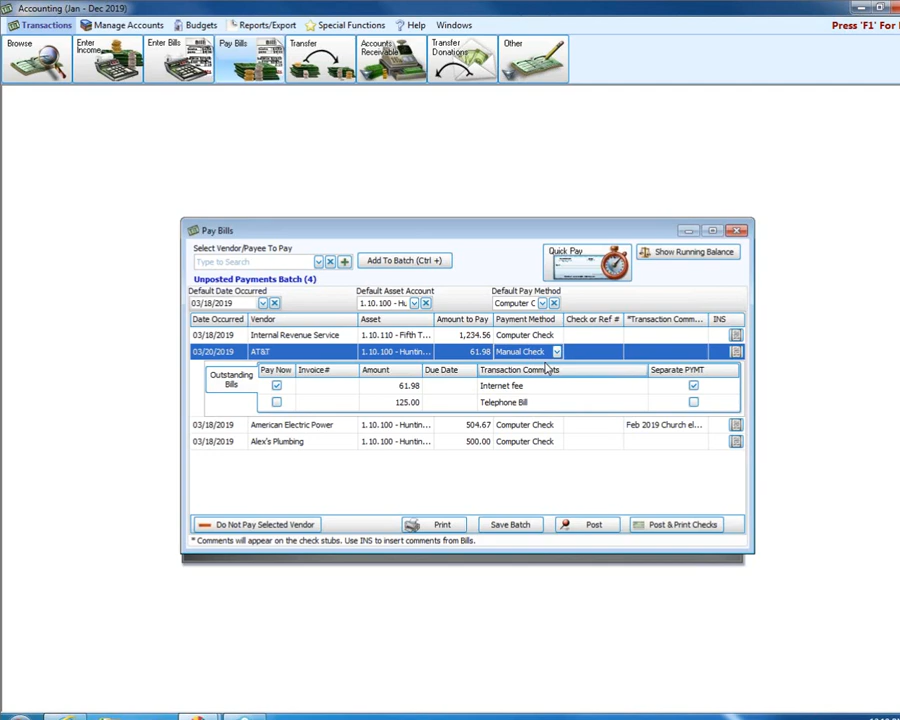 Accounting (Jan - Dec 2019)
Transactions Manage Accounts Budgets Reports/Export Special Functions Help Windows Press 'F1' For
Browse Enter Income Enter Bills Pay Bills Transfer Accounts Receivable Transfer Donations Other
Pay Bills
Select Vendor/Payee To Pay
Type to Search Add To Batch (Ctrl +) Quick Pay Show Running Balance
Unposted Payments Batch (4)
Default Date Occurred Default Asset Account Default Pay Method
03/18/2019 1.10.100 - Hu Computer C
Date Occurred Vendor Asset Amount to Pay Payment Method Check or Ref # *Transaction Comm... INS
03/18/2019 Internal Revenue Service 1.10.110 - Fifth T... 1,234.56 Computer Check
03/20/2019 AT&T 1.10.100 - Huntin... 61.98 Manual Check
Outstanding Bills Pay Now Invoice# Amount Due Date Transaction Comments Separate PYMT
61.98 Internet fee
125.00 Telephone Bill
03/18/2019 American Electric Power 1.10.100 - Huntin... 504.67 Computer Check Feb 2019 Church el...
03/18/2019 Alex's Plumbing 1.10.100 - Huntin... 500.00 Computer Check
Do Not Pay Selected Vendor Print Save Batch Post Post & Print Checks
* Comments will appear on the check stubs. Use INS to insert comments from Bills.